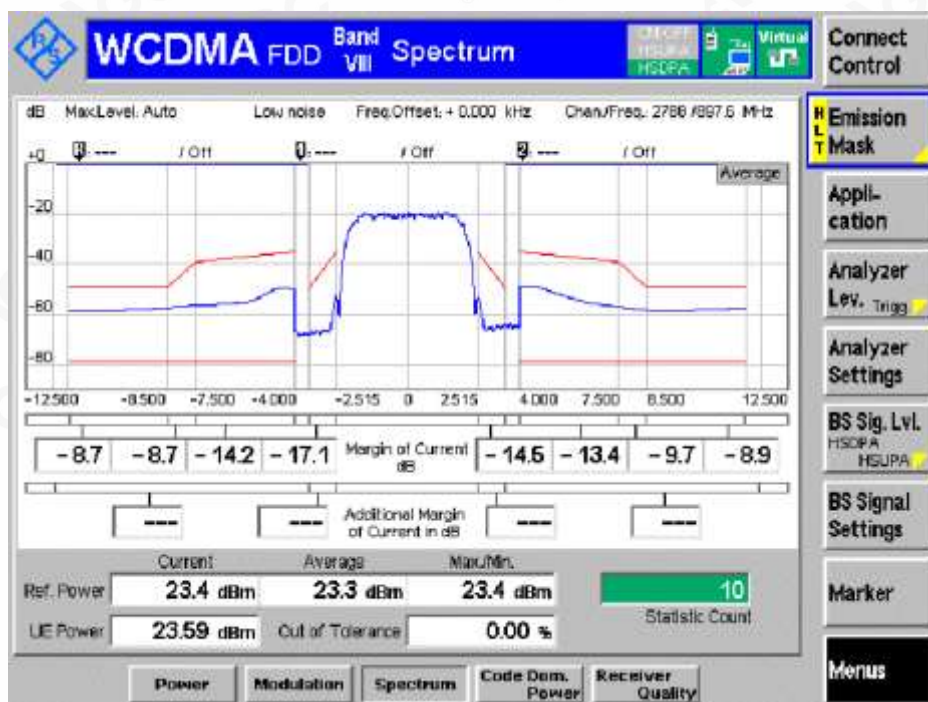 WCDMA FDD Band VIII Spectrum
HSUPA
HSDPA
Virtual
Connect Control
dB Max.Level: Auto Low noise Freq.Offset: + 0.000 kHz Chan./Freq.: 2788 /897.6 MHz
--- / Off --- / Off 2 --- / Off
Average
+0
-20
-40
-60
-80
-12.500 -8.500 -7.500 -4.000 -2.515 0 2.515 4.000 7.500 8.500 12.500
-8.7 -8.7 -14.2 -17.1 Margin of Current dB -14.5 -13.4 -9.7 -8.9
--- --- Additional Margin of Current in dB --- ---
Current Average Max./Min.
Ref. Power 23.4 dBm 23.3 dBm 23.4 dBm 10
Statistic Count
UE Power 23.59 dBm Out of Tolerance 0.00 %
Power Modulation Spectrum Code Dom. Power Receiver Quality
RLT
Emission Mask
Appli-
cation
Analyzer
Lev. Trigg
Analyzer
Settings
BS Sig. Lvl.
HSDPA
HSUPA
BS Signal
Settings
Marker
Menus